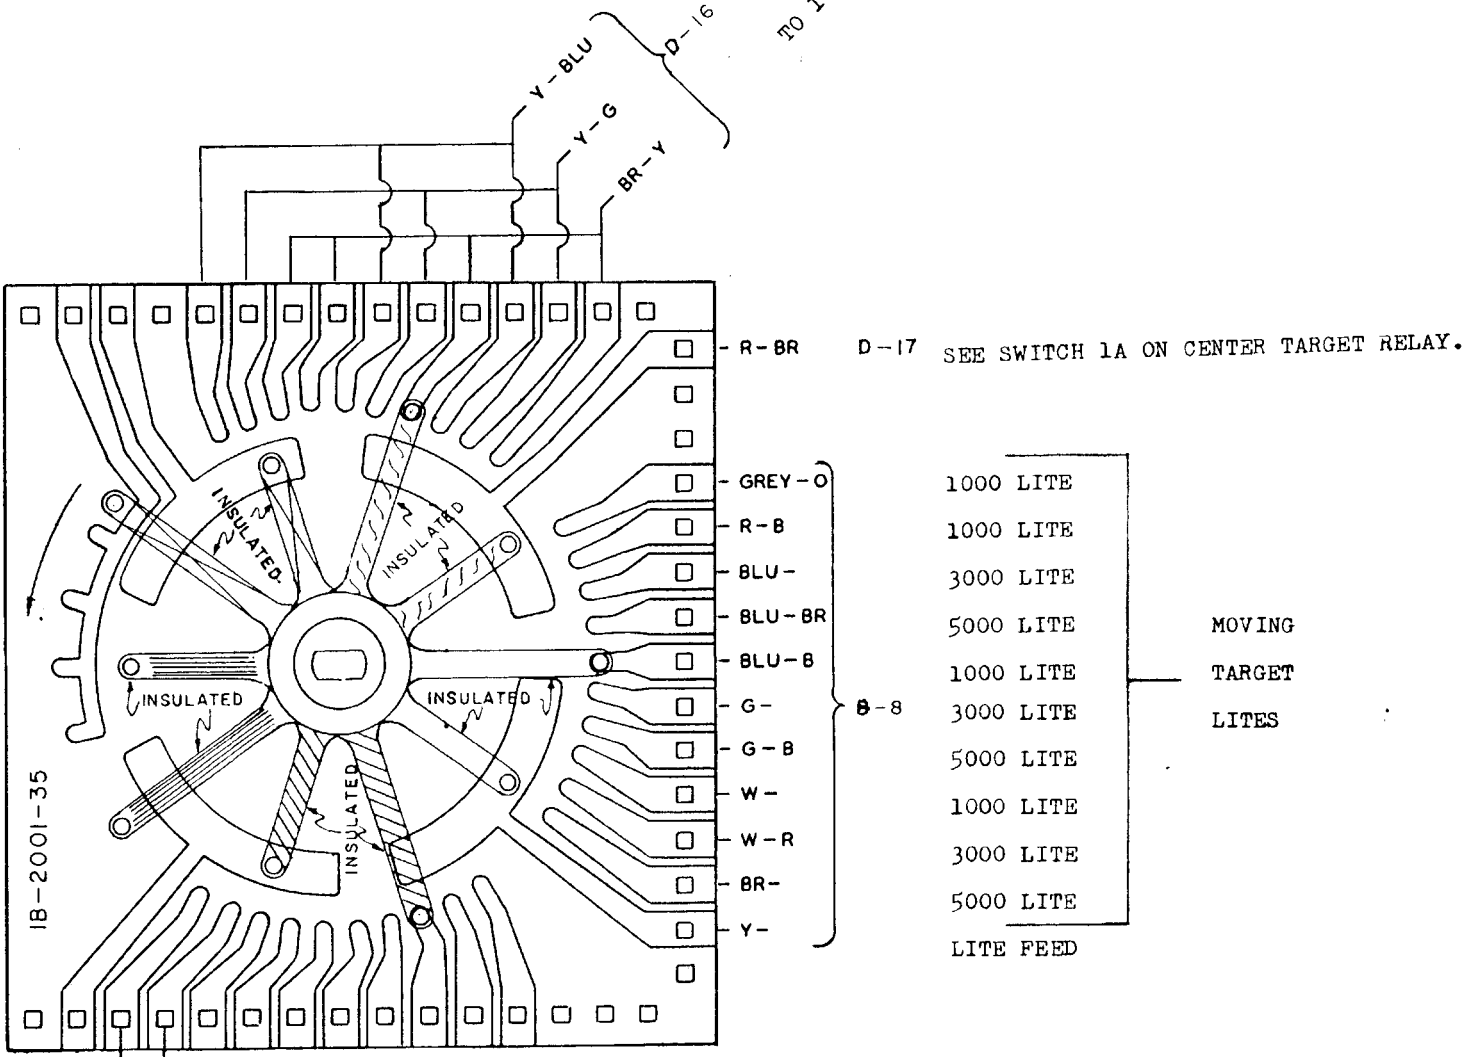 D-16
TO 1
Y-BLU
Y-G
BR-Y
R-BR D-17 SEE SWITCH 1A ON CENTER TARGET RELAY.
GREY-O 1000 LITE
R-B 1000 LITE
BLU- 3000 LITE
BLU-BR 5000 LITE
BLU-B 1000 LITE
G- 3000 LITE
G-B 5000 LITE
W- 1000 LITE
W-R 3000 LITE
BR- 5000 LITE
Y- LITE FEED
B-8
MOVING
TARGET
LITES
INSULATED
INSULATED
INSULATED
INSULATED
INSULATED
1B-2001-35